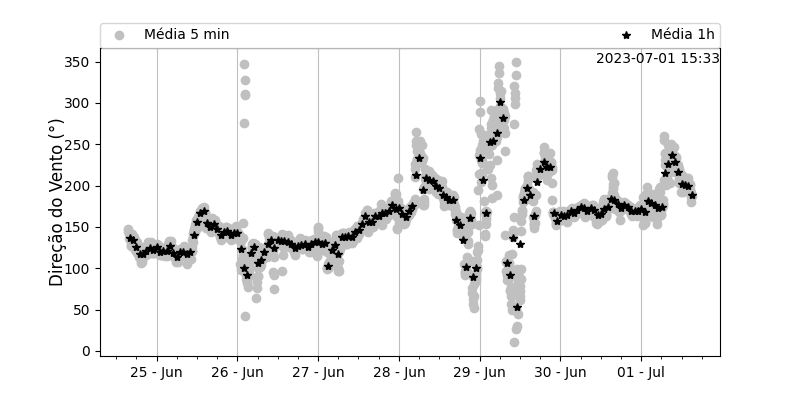 Média 5 min
Média 1h
2023-07-01 15:33
Direção do Vento (°)
350
300
250
200
150
100
50
0
25 - Jun
26 - Jun
27 - Jun
28 - Jun
29 - Jun
30 - Jun
01 - Jul